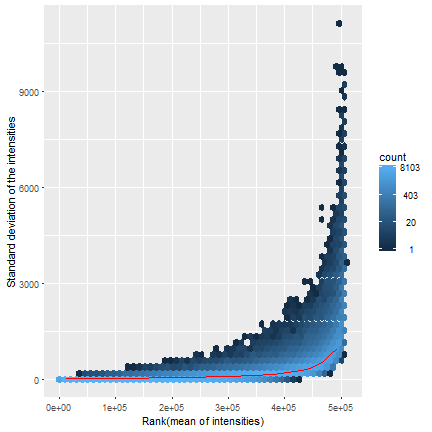 9000
6000
3000
0
Standard deviation of the intensities
0e+00 1e+05 2e+05 3e+05 4e+05 5e+05
Rank(mean of intensities)
count
8103
403
20
1